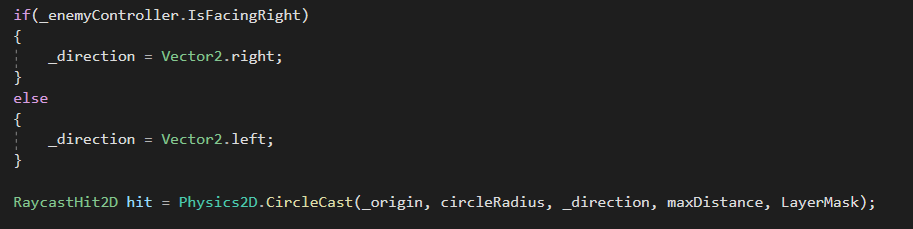 if(_enemyController.IsFacingRight)
{
    _direction = Vector2.right;
}
else
{
    _direction = Vector2.left;
}
RaycastHit2D hit = Physics2D.CircleCast(_origin, circleRadius, _direction, maxDistance, LayerMask);